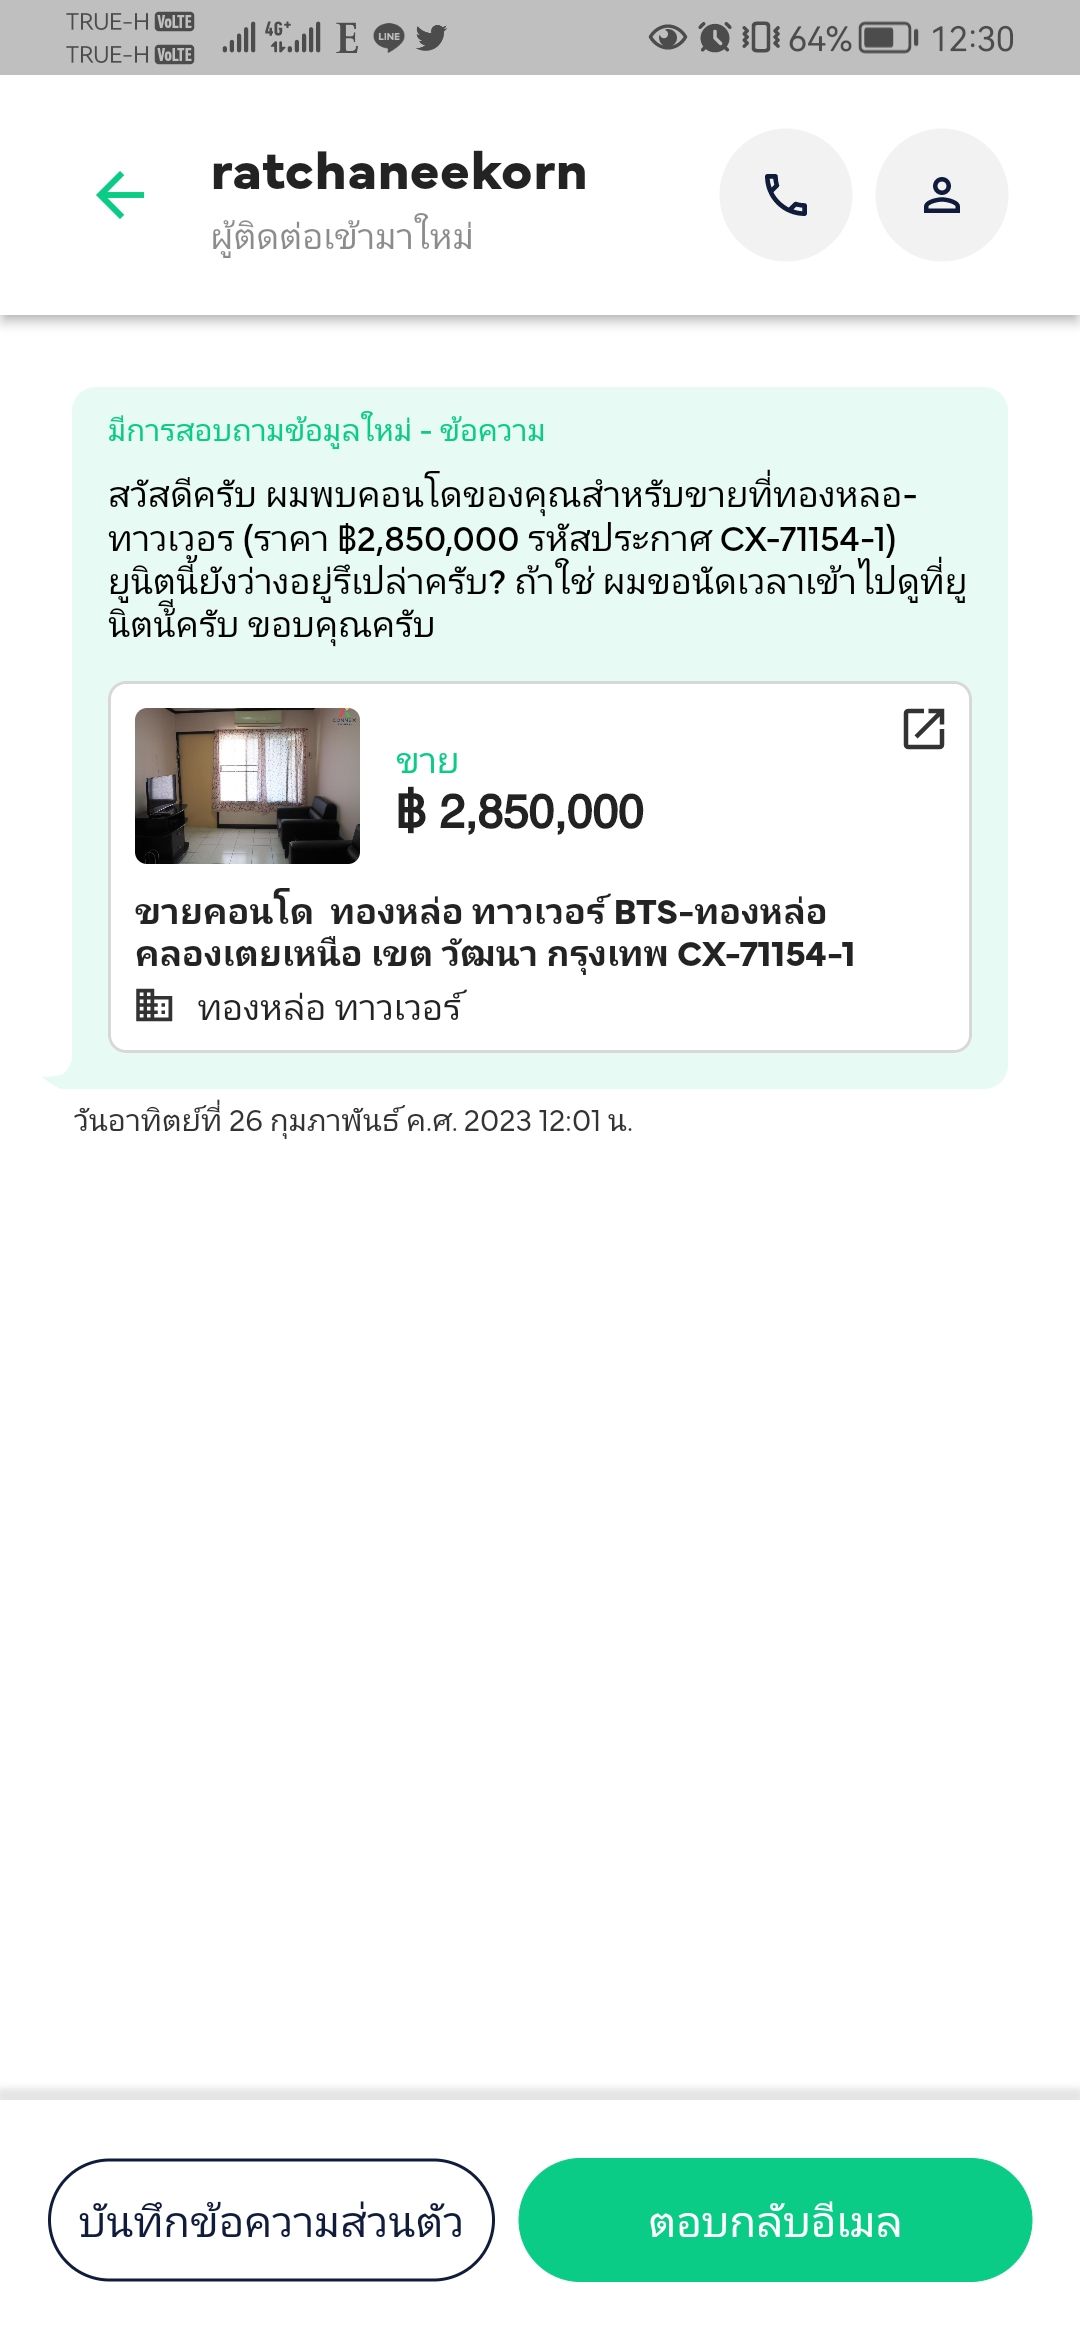 TRUE-H VoLTE
TRUE-H VoLTE
4G+
E
LINE
64%
12:30
ratchaneekorn
ผู้ติดต่อเข้ามาใหม่
มีการสอบถามข้อมูลใหม่ - ข้อความ
สวัสดีครับ ผมพบคอนโดของคุณสำหรับขายที่ทองหลอ-
ทาวเวอร (ราคา ฿2,850,000 รหัสประกาศ CX-71154-1)
ยูนิตนี้ยังว่างอยู่รึเปล่าครับ? ถ้าใช่ ผมขอนัดเวลาเข้าไปดูที่ยู
นิตน้ีครับ ขอบคุณครับ
ขาย
฿ 2,850,000
ขายคอนโด  ทองหล่อ ทาวเวอร์ BTS-ทองหล่อ
คลองเตยเหนือ เขต วัฒนา กรุงเทพ CX-71154-1
ทองหล่อ ทาวเวอร์
วันอาทิตย์ที่ 26 กุมภาพันธ์ ค.ศ. 2023 12:01 น.
บันทึกข้อความส่วนตัว
ตอบกลับอีเมล